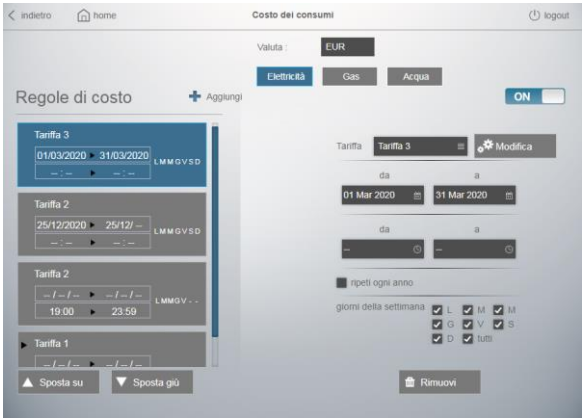 indietro home Costo dei consumi logout
Valuta : EUR
Elettricità Gas Acqua
Regole di costo Aggiungi
ON
Tariffa 3
01/03/2020 31/03/2020 LMMGVSD
--:-- --:--
Tariffa 2
25/12/2020 25/12/-- LMMGVSD
--:-- --:--
Tariffa 2
--/--/-- --/--/-- LMMGV--
19:00 23:59
Tariffa 1
--/--/-- --/--/--
Sposta su Sposta giù
Tariffa Tariffa 3 Modifica
da a
01 Mar 2020 31 Mar 2020
da a
-- --
ripeti ogni anno
giorni della settimana L M M
G V S
D tutti
Rimuovi